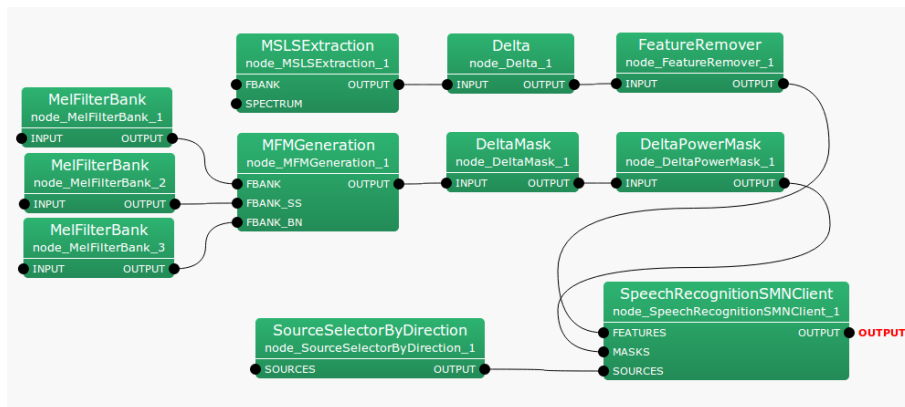 MSLSExtraction
node_MSLSExtraction_1
FBANK OUTPUT
SPECTRUM
Delta
node_Delta_1
INPUT OUTPUT
FeatureRemover
node_FeatureRemover_1
INPUT OUTPUT
MelFilterBank
node_MelFilterBank_1
INPUT OUTPUT
MelFilterBank
node_MelFilterBank_2
INPUT OUTPUT
MelFilterBank
node_MelFilterBank_3
INPUT OUTPUT
MFMGeneration
node_MFMGeneration_1
FBANK OUTPUT
FBANK_SS
FBANK_BN
DeltaMask
node_DeltaMask_1
INPUT OUTPUT
DeltaPowerMask
node_DeltaPowerMask_1
INPUT OUTPUT
SourceSelectorByDirection
node_SourceSelectorByDirection_1
SOURCES OUTPUT
SpeechRecognitionSMNClient
node_SpeechRecognitionSMNClient_1
FEATURES OUTPUT OUTPUT
MASKS
SOURCES